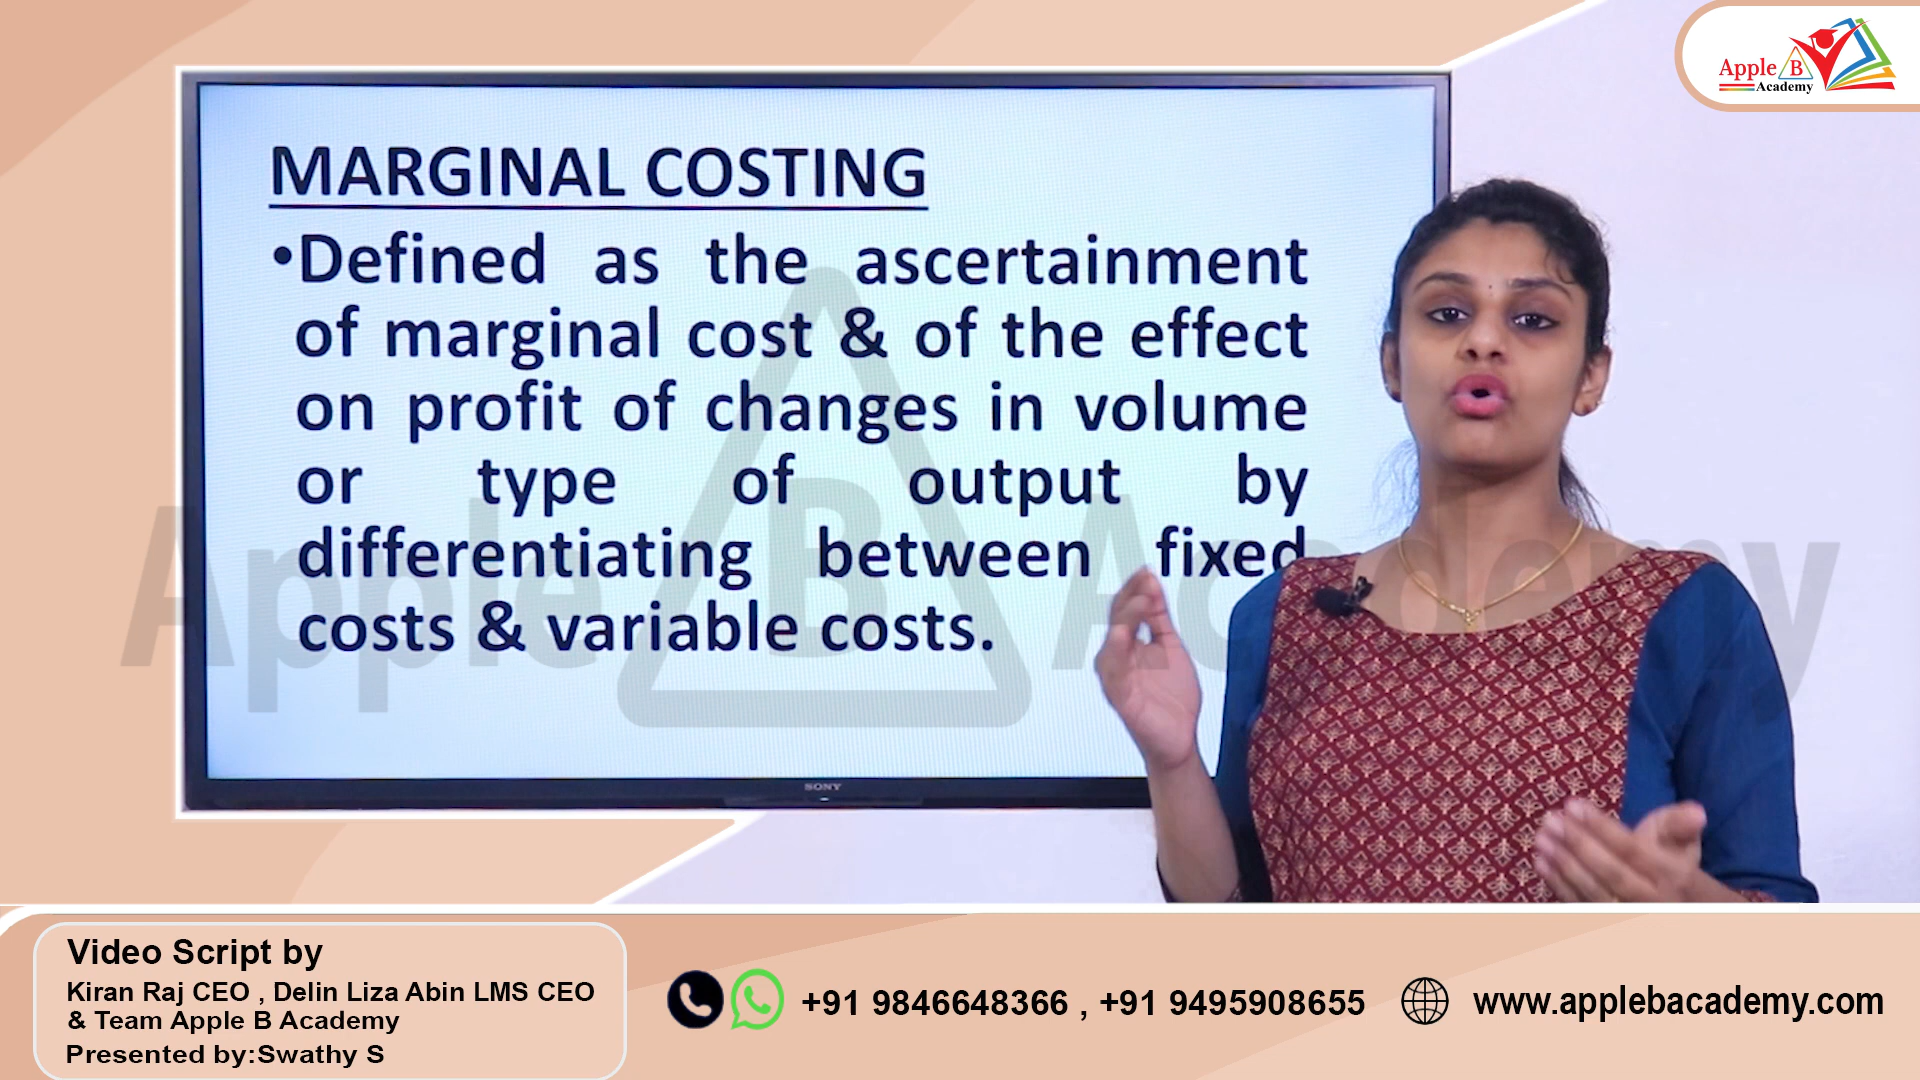 Apple B
Academy
MARGINAL COSTING
•Defined as the ascertainment
of marginal cost & of the effect
on profit of changes in volume
or type of output by
differentiating between fixed
costs & variable costs.
Apple B Academy
SONY
Video Script by
Kiran Raj CEO , Delin Liza Abin LMS CEO
& Team Apple B Academy
Presented by:Swathy S
+91 9846648366 , +91 9495908655
www.applebacademy.com